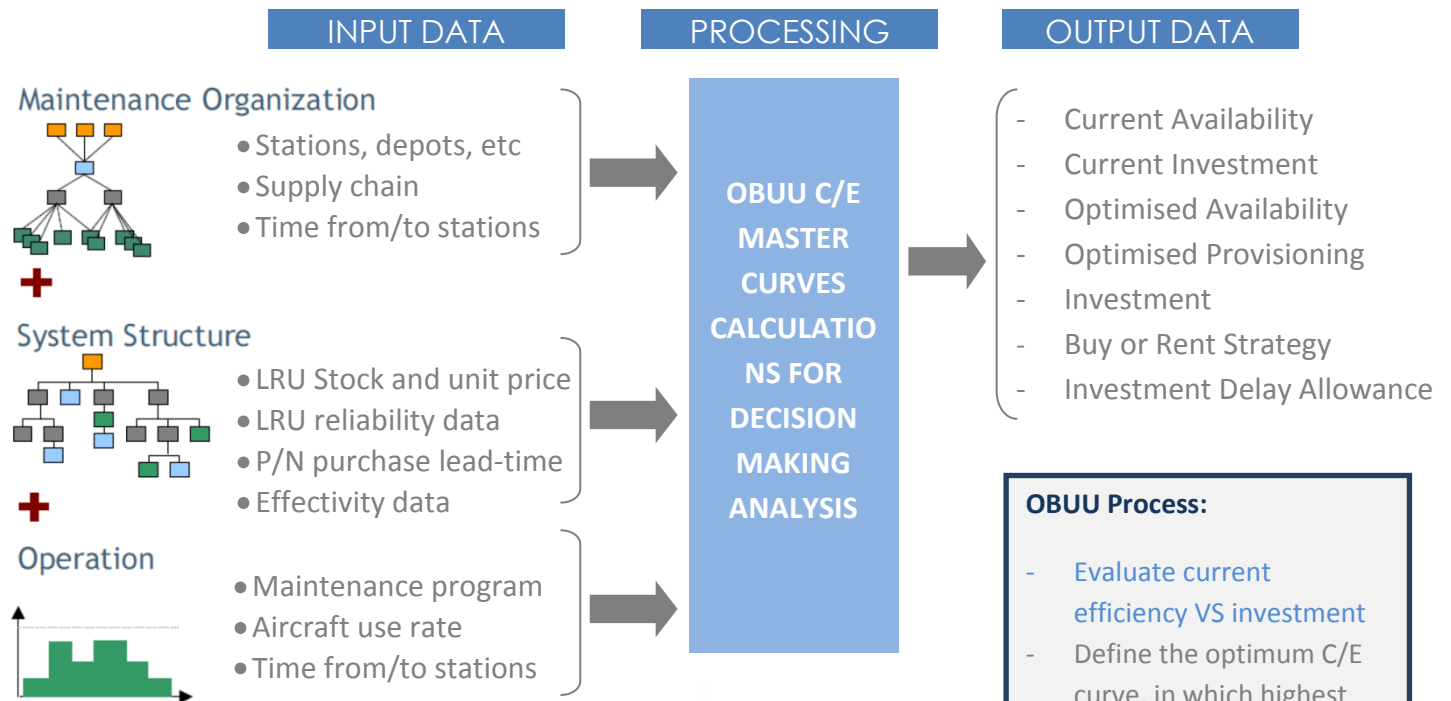 INPUT DATA
PROCESSING
OUTPUT DATA
Maintenance Organization
• Stations, depots, etc
• Supply chain
• Time from/to stations
System Structure
• LRU Stock and unit price
• LRU reliability data
• P/N purchase lead-time
• Effectivity data
Operation
• Maintenance program
• Aircraft use rate
• Time from/to stations
OBUU C/E
MASTER
CURVES
CALCULATIO
NS FOR
DECISION
MAKING
ANALYSIS
- Current Availability
- Current Investment
- Optimised Availability
- Optimised Provisioning
- Investment
- Buy or Rent Strategy
- Investment Delay Allowance
OBUU Process:
- Evaluate current
efficiency VS investment
- Define the optimum C/E
curve, in which highest